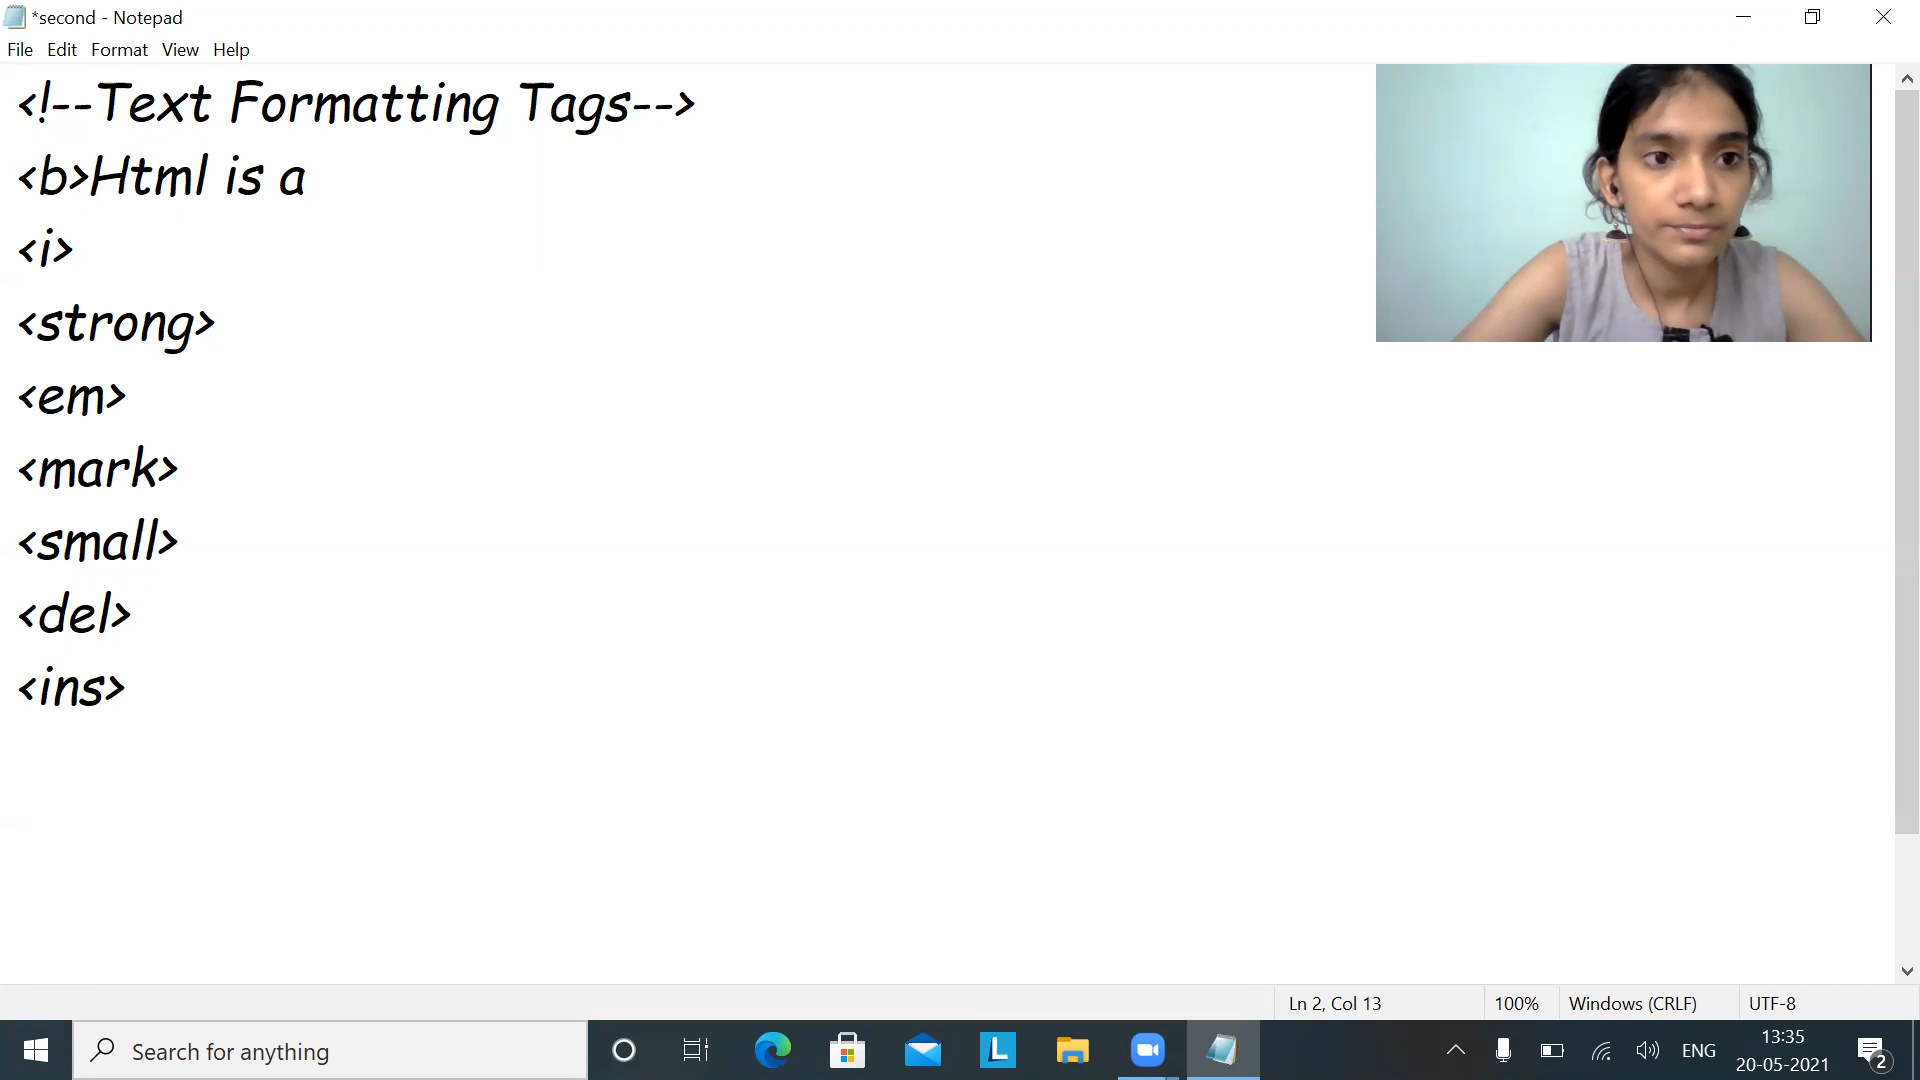 *second - Notepad
File Edit Format View Help
<!--Text Formatting Tags-->
<b>Html is a
<i>
<strong>
<em>
<mark>
<small>
<del>
<ins>
Ln 2, Col 13 100% Windows (CRLF) UTF-8
Search for anything
L
ENG
13:35
20-05-2021
2